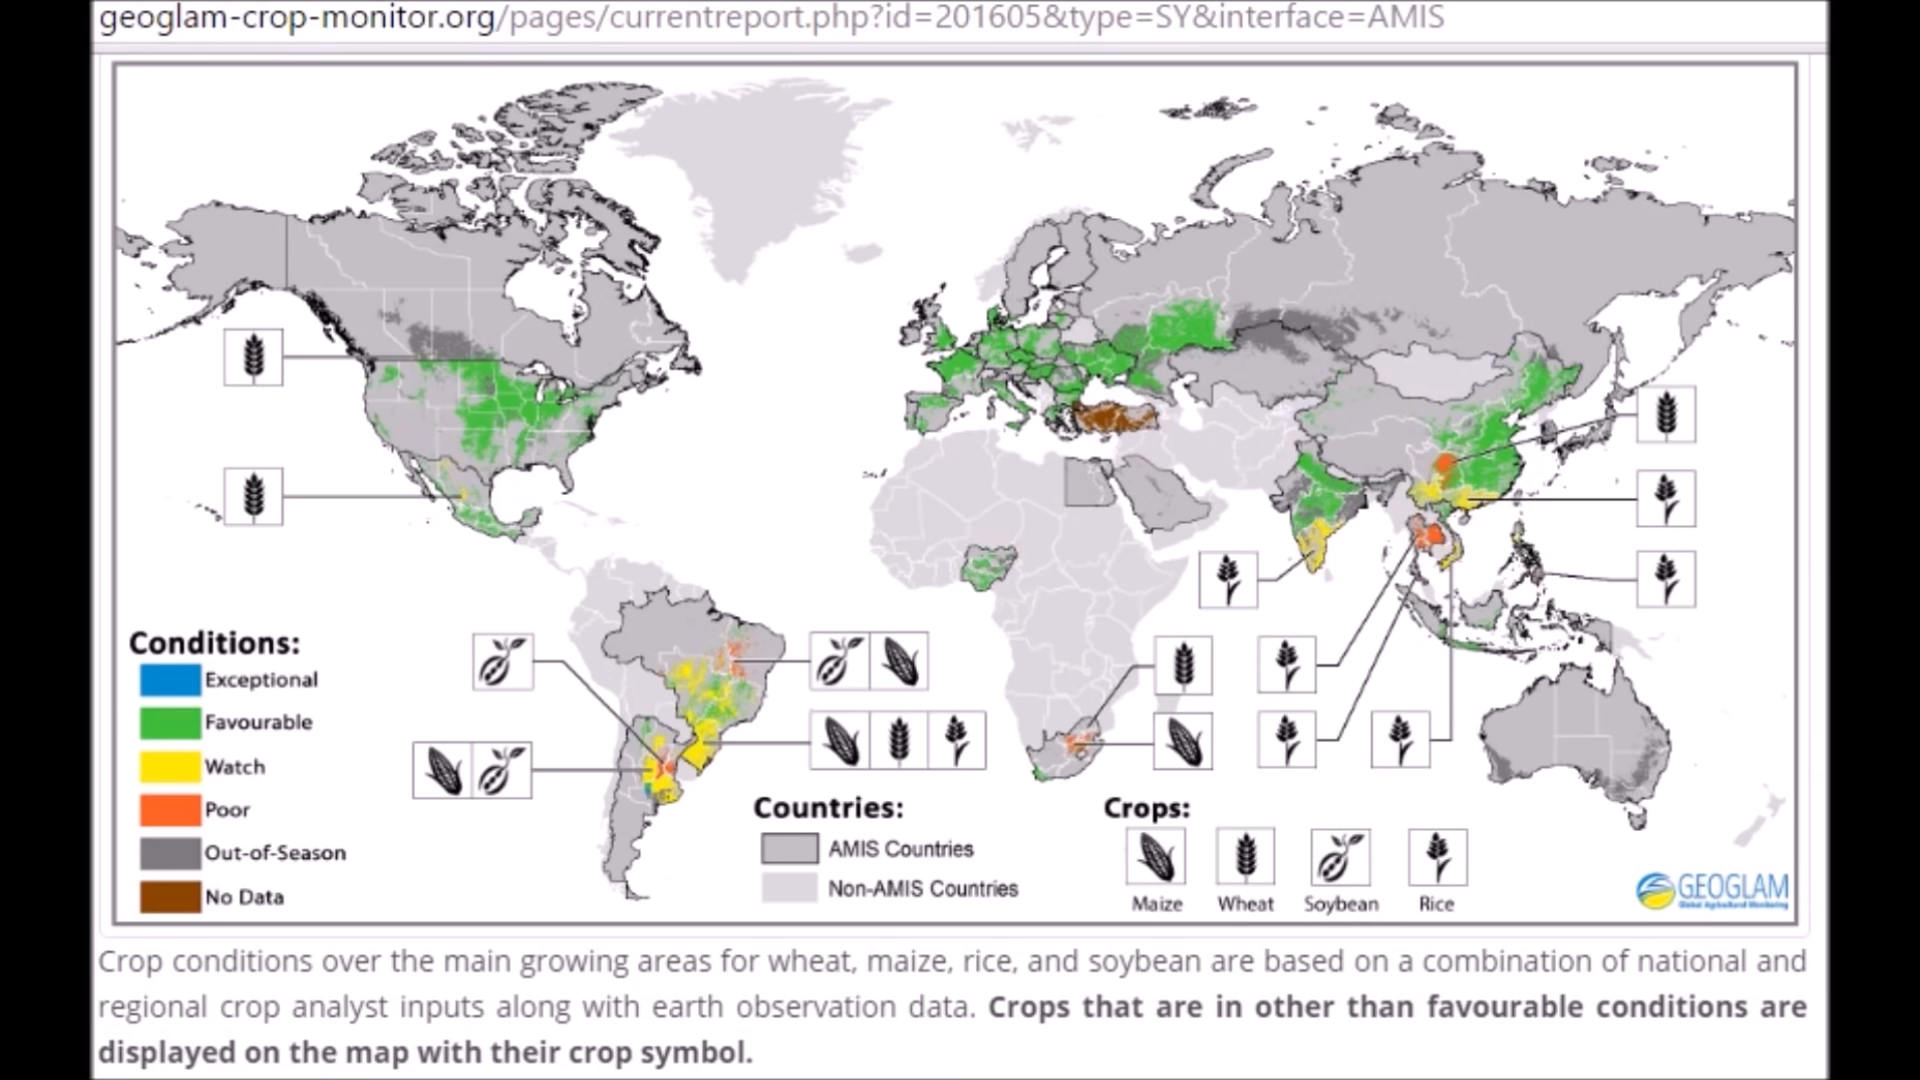 geoglam-crop-monitor.org/pages/currentreport.php?id=201605&type=SY&interface=AMIS
Conditions:
Exceptional
Favourable
Watch
Poor
Out-of-Season
No Data
Countries:
AMIS Countries
Non-AMIS Countries
Crops:
Maize
Wheat
Soybean
Rice
GEOGLAM
Global Agricultural Monitoring
Crop conditions over the main growing areas for wheat, maize, rice, and soybean are based on a combination of national and
regional crop analyst inputs along with earth observation data. Crops that are in other than favourable conditions are
displayed on the map with their crop symbol.